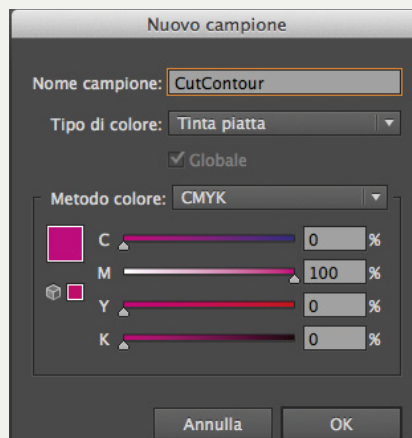 Nuovo campione
Nome campione: CutContour
Tipo di colore: Tinta piatta
Globale
Metodo colore: CMYK
C 0 %
M 100 %
Y 0 %
K 0 %
Annulla OK